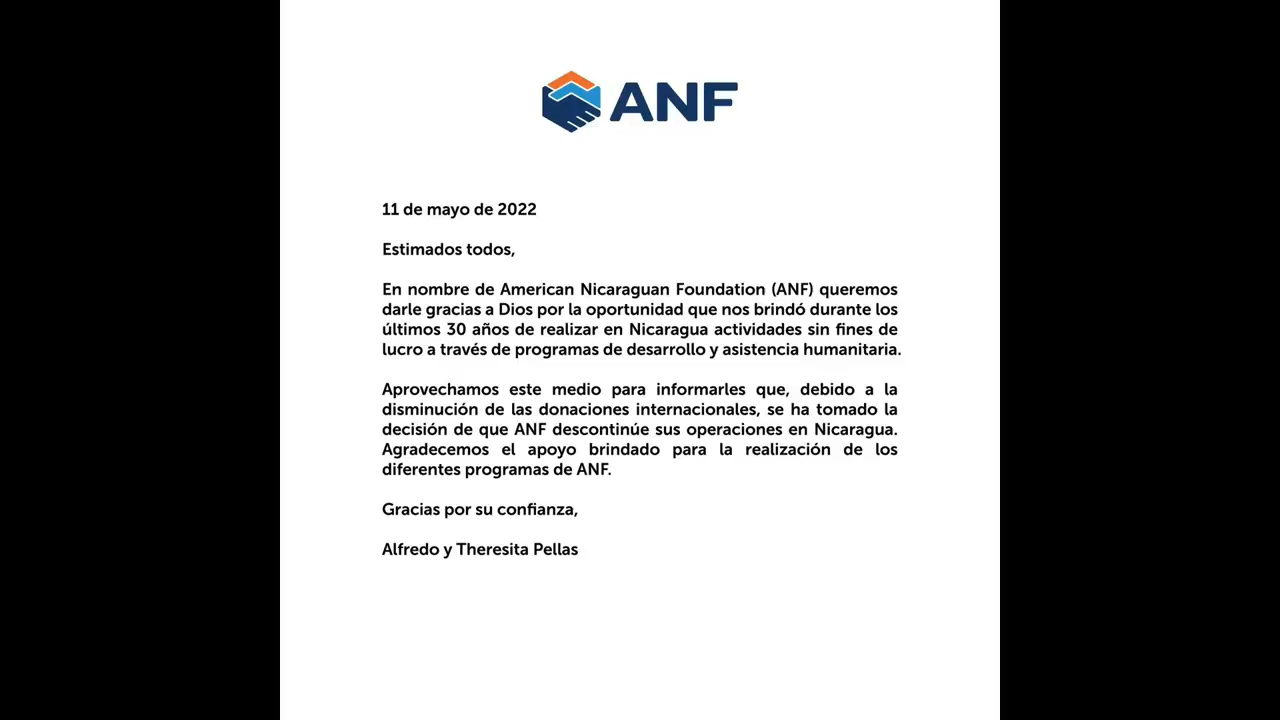 ANF
11 de mayo de 2022
Estimados todos,
En nombre de American Nicaraguan Foundation (ANF) queremos
darle gracias a Dios por la oportunidad que nos brindó durante los
últimos 30 años de realizar en Nicaragua actividades sin fines de
lucro a través de programas de desarrollo y asistencia humanitaria.
Aprovechamos este medio para informarles que, debido a la
disminución de las donaciones internacionales, se ha tomado la
decisión de que ANF descontinúe sus operaciones en Nicaragua.
Agradecemos el apoyo brindado para la realización de los
diferentes programas de ANF.
Gracias por su confianza,
Alfredo y Theresita Pellas